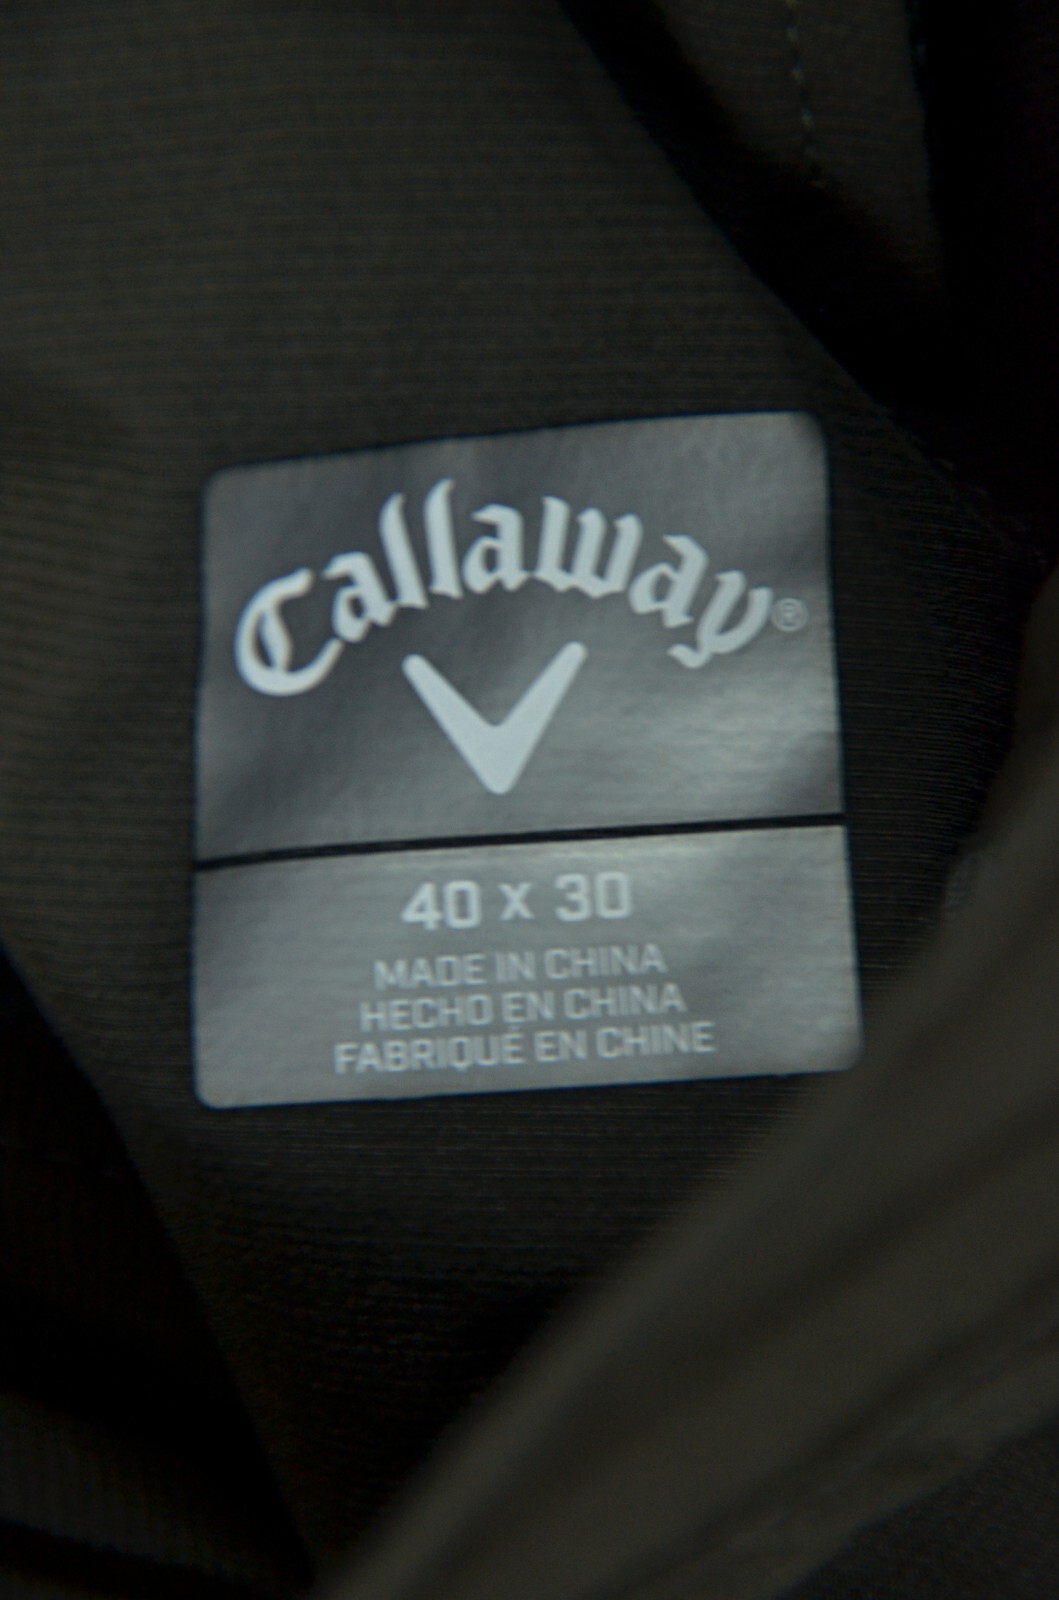 Callaway®
40 x 30
MADE IN CHINA
HECHO EN CHINA
FABRIQUÉ EN CHINE